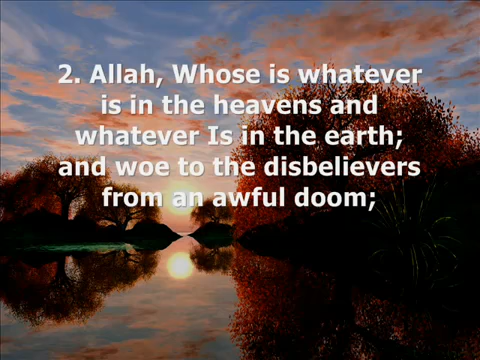 2. Allah, Whose is whatever
is in the heavens and
whatever Is in the earth;
and woe to the disbelievers
from an awful doom;